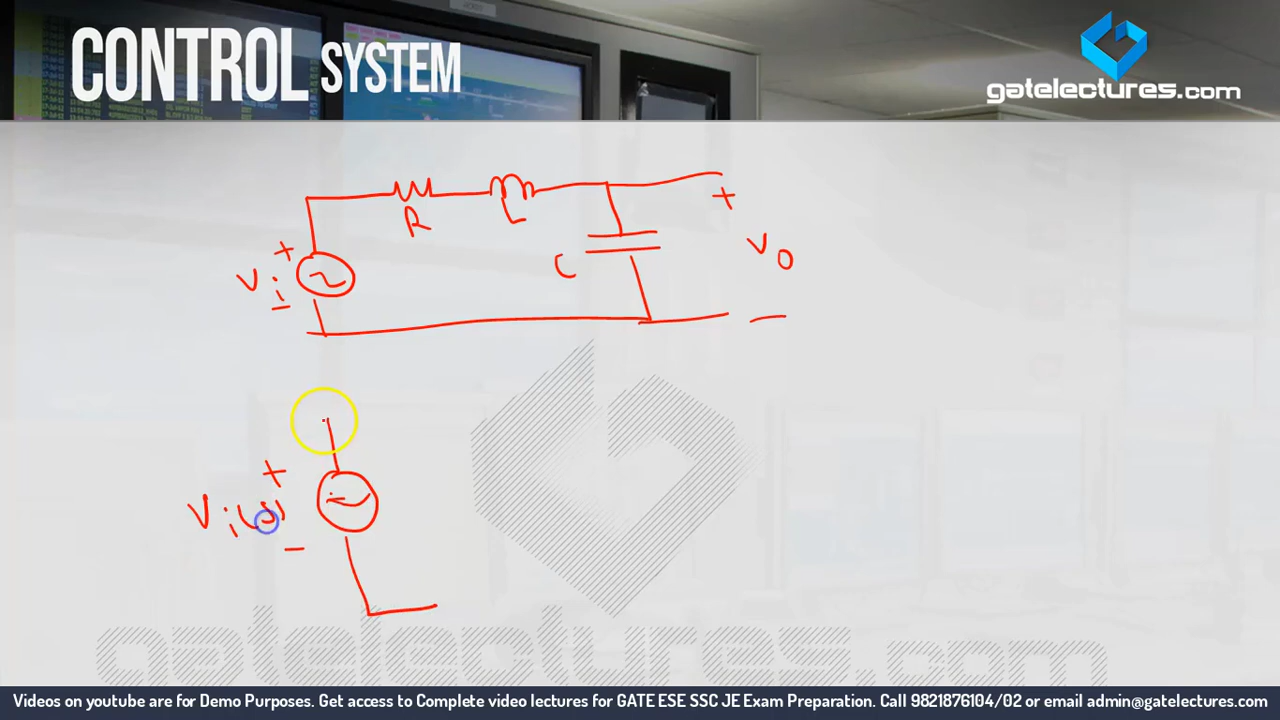 CONTROL SYSTEM
gatelectures.com
R
L
+
+
Vi
C
Vo
-
-
+
Vi(s)
-
gatelectures.com
Videos on youtube are for Demo Purposes. Get access to Complete video lectures for GATE ESE SSC JE Exam Preparation. Call 9821876104/02 or email admin@gatelectures.com